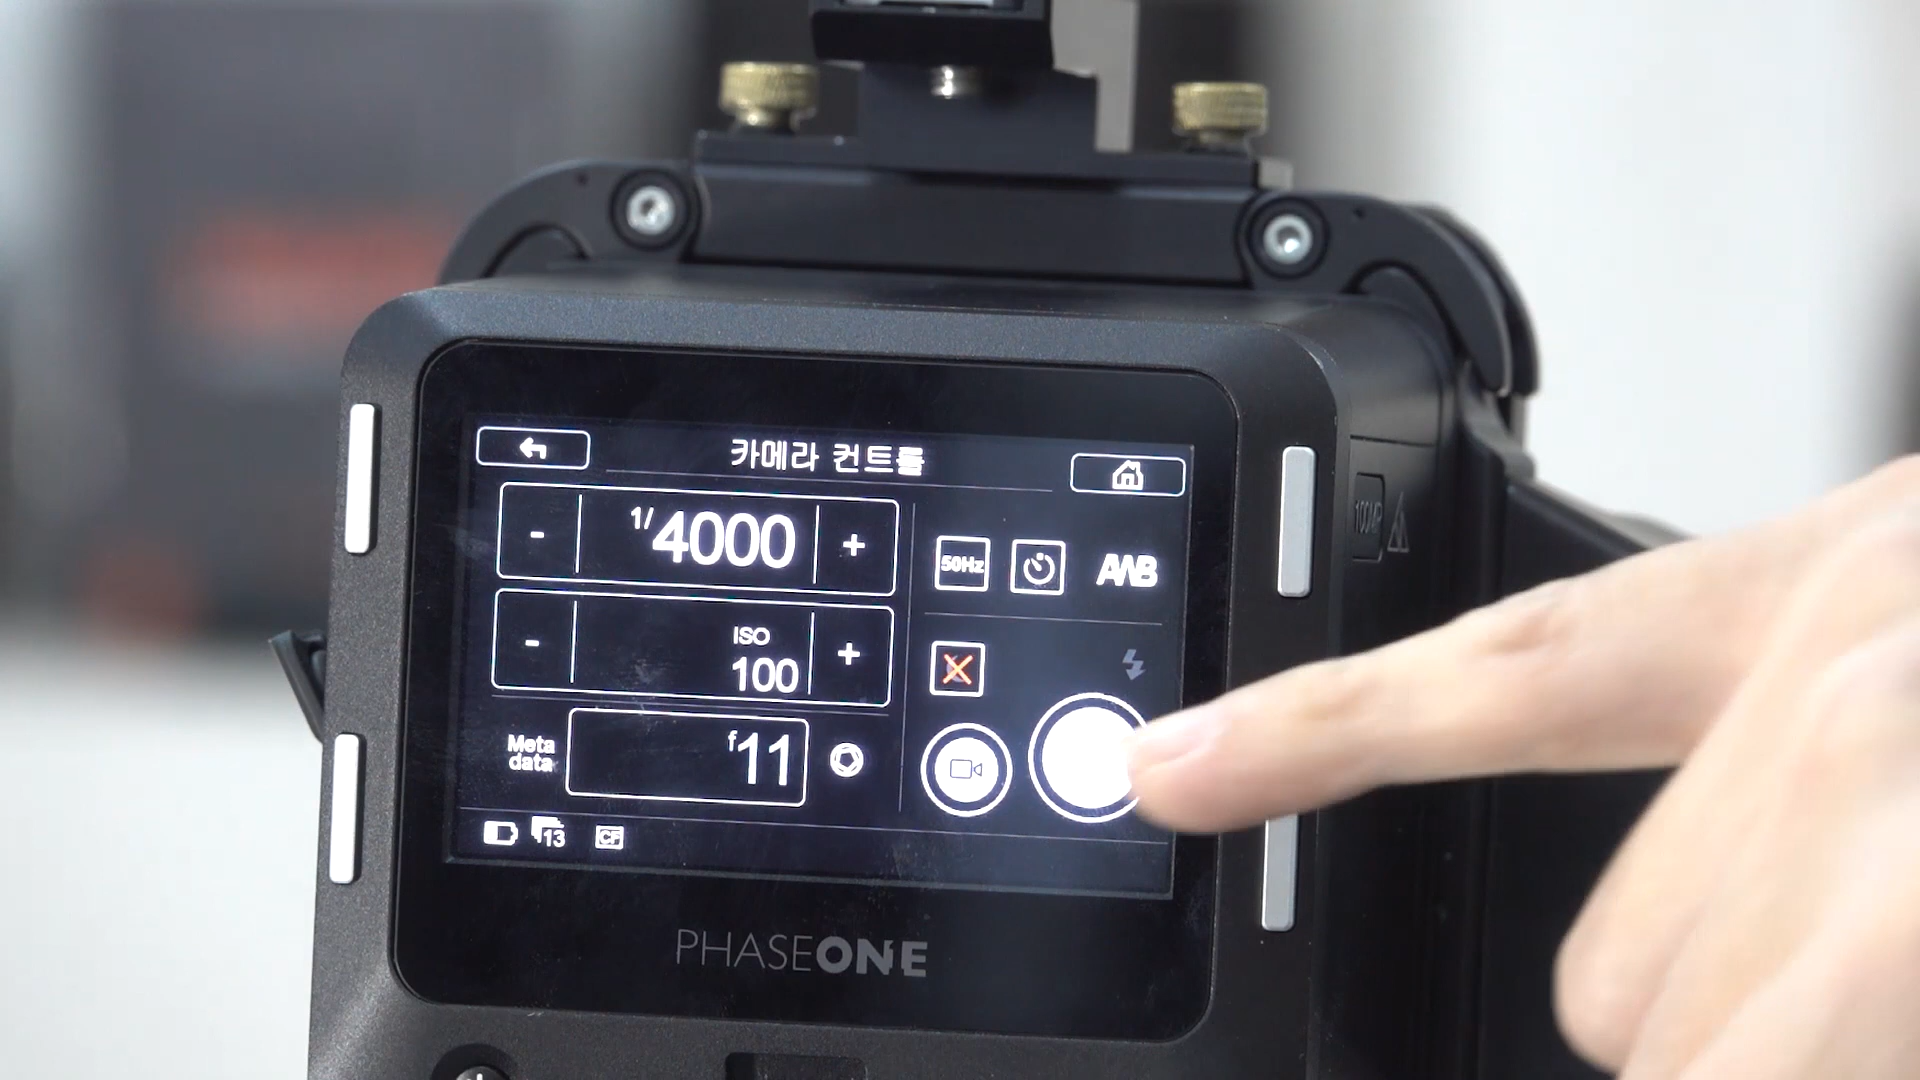 카메라 컨트롤
1/4000
- +
50Hz
AWB
ISO
100
- +
Meta
data
f11
13
CF
PHASEONE